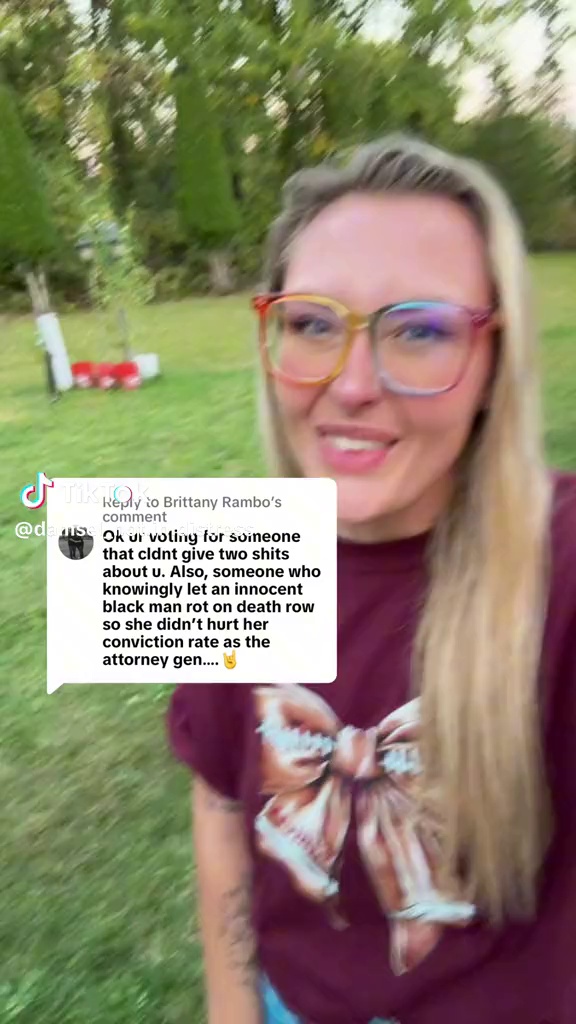 Reply to Brittany Rambo's
comment
TikTok
Ok ur voting for someone
that cldnt give two shits
about u. Also, someone who
knowingly let an innocent
black man rot on death row
so she didn't hurt her
conviction rate as the
attorney gen....🤘